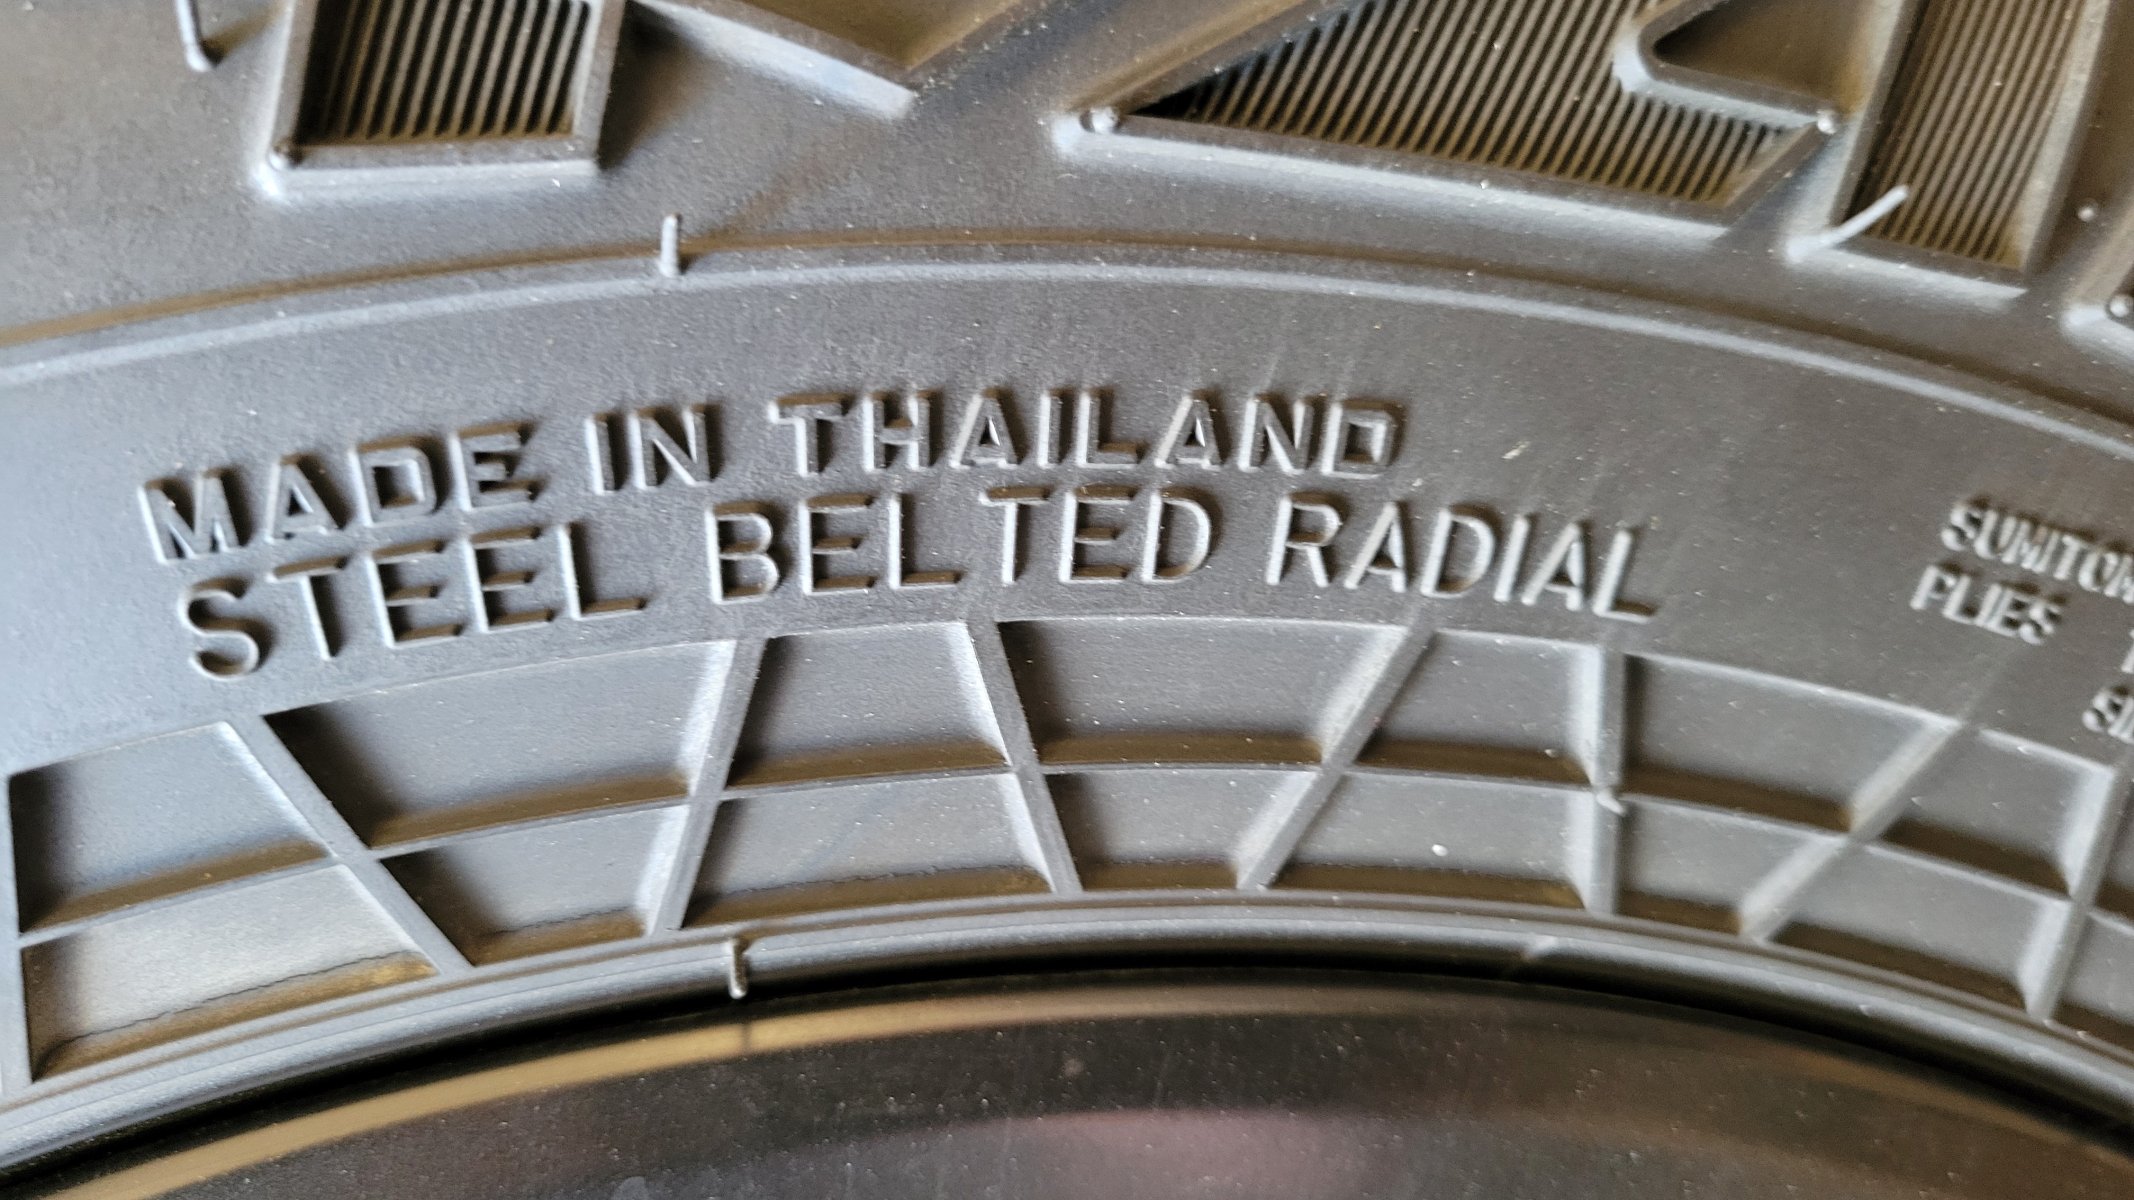 MADE IN THAILAND
STEEL BELTED RADIAL
PLIES